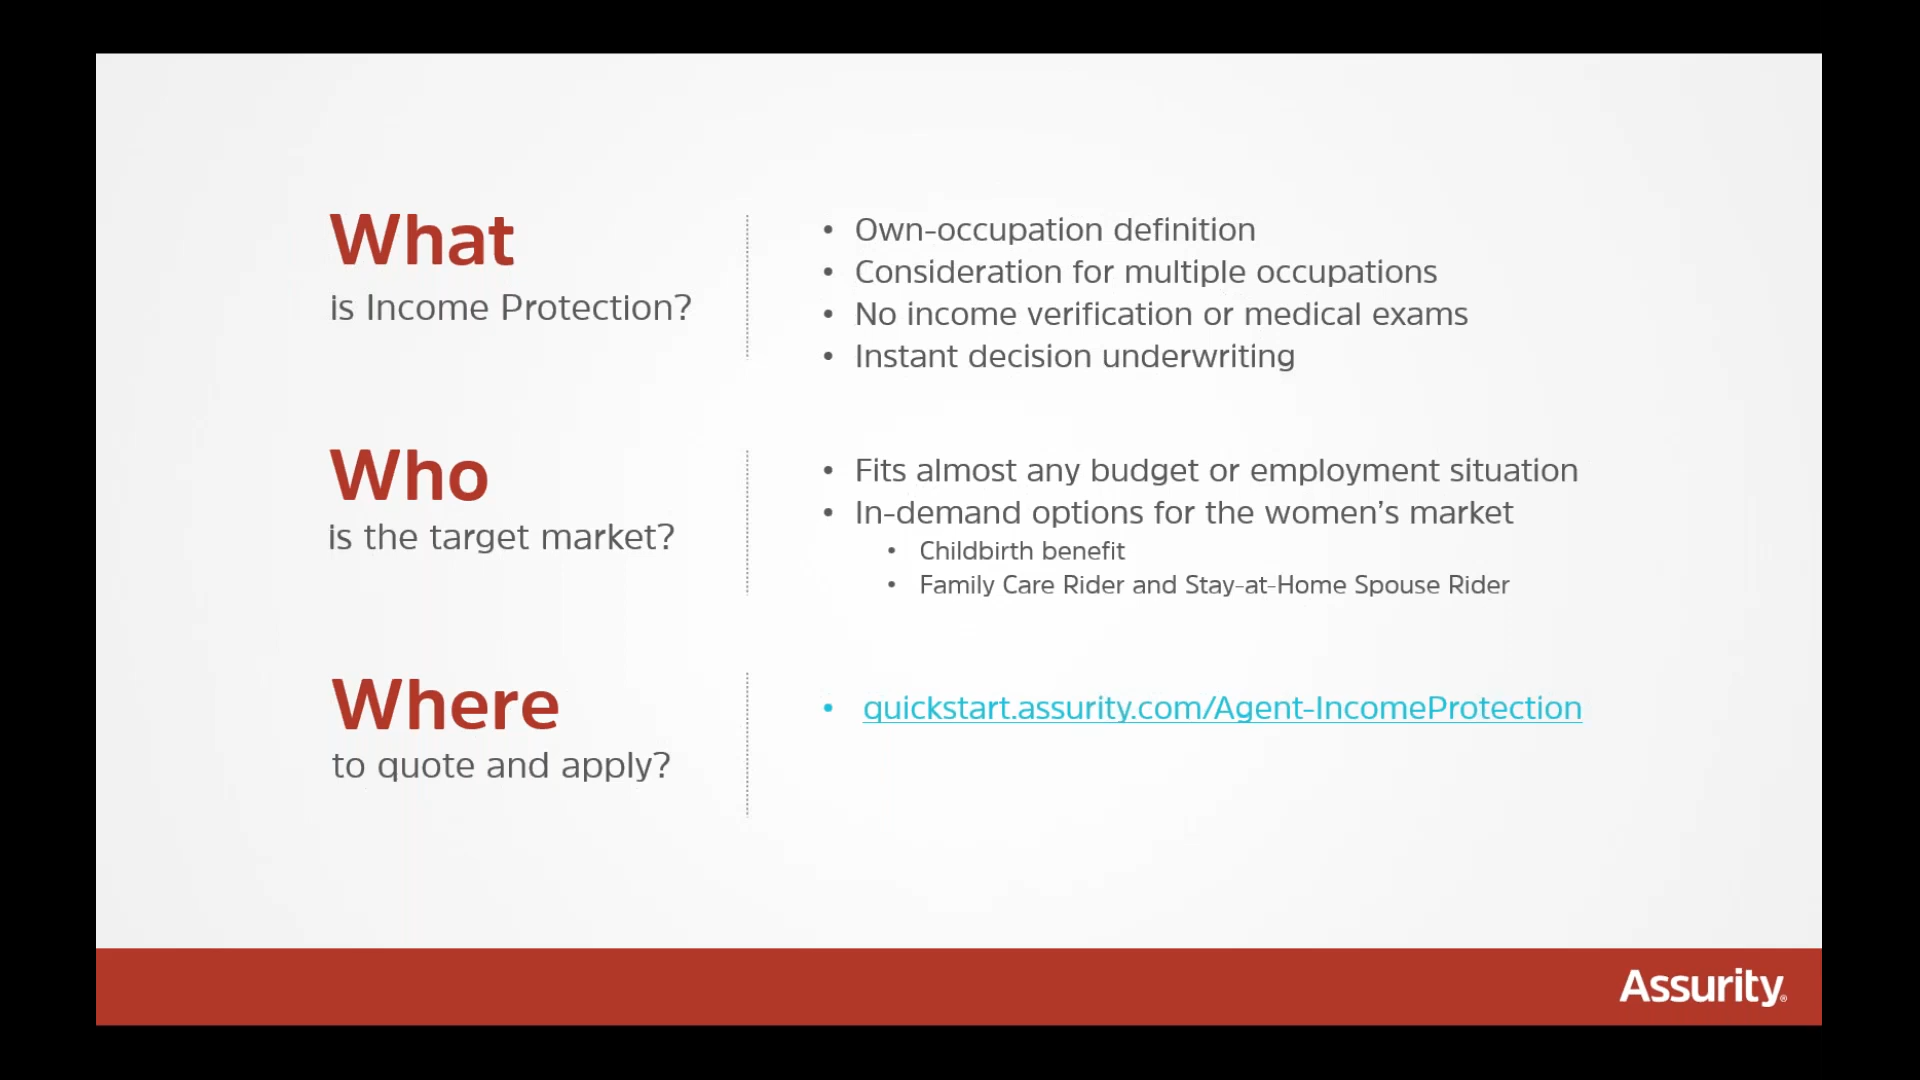 What
is Income Protection?
• Own-occupation definition
• Consideration for multiple occupations
• No income verification or medical exams
• Instant decision underwriting
Who
is the target market?
• Fits almost any budget or employment situation
• In-demand options for the women’s market
• Childbirth benefit
• Family Care Rider and Stay-at-Home Spouse Rider
Where
to quote and apply?
• quickstart.assurity.com/Agent-IncomeProtection
Assurity®